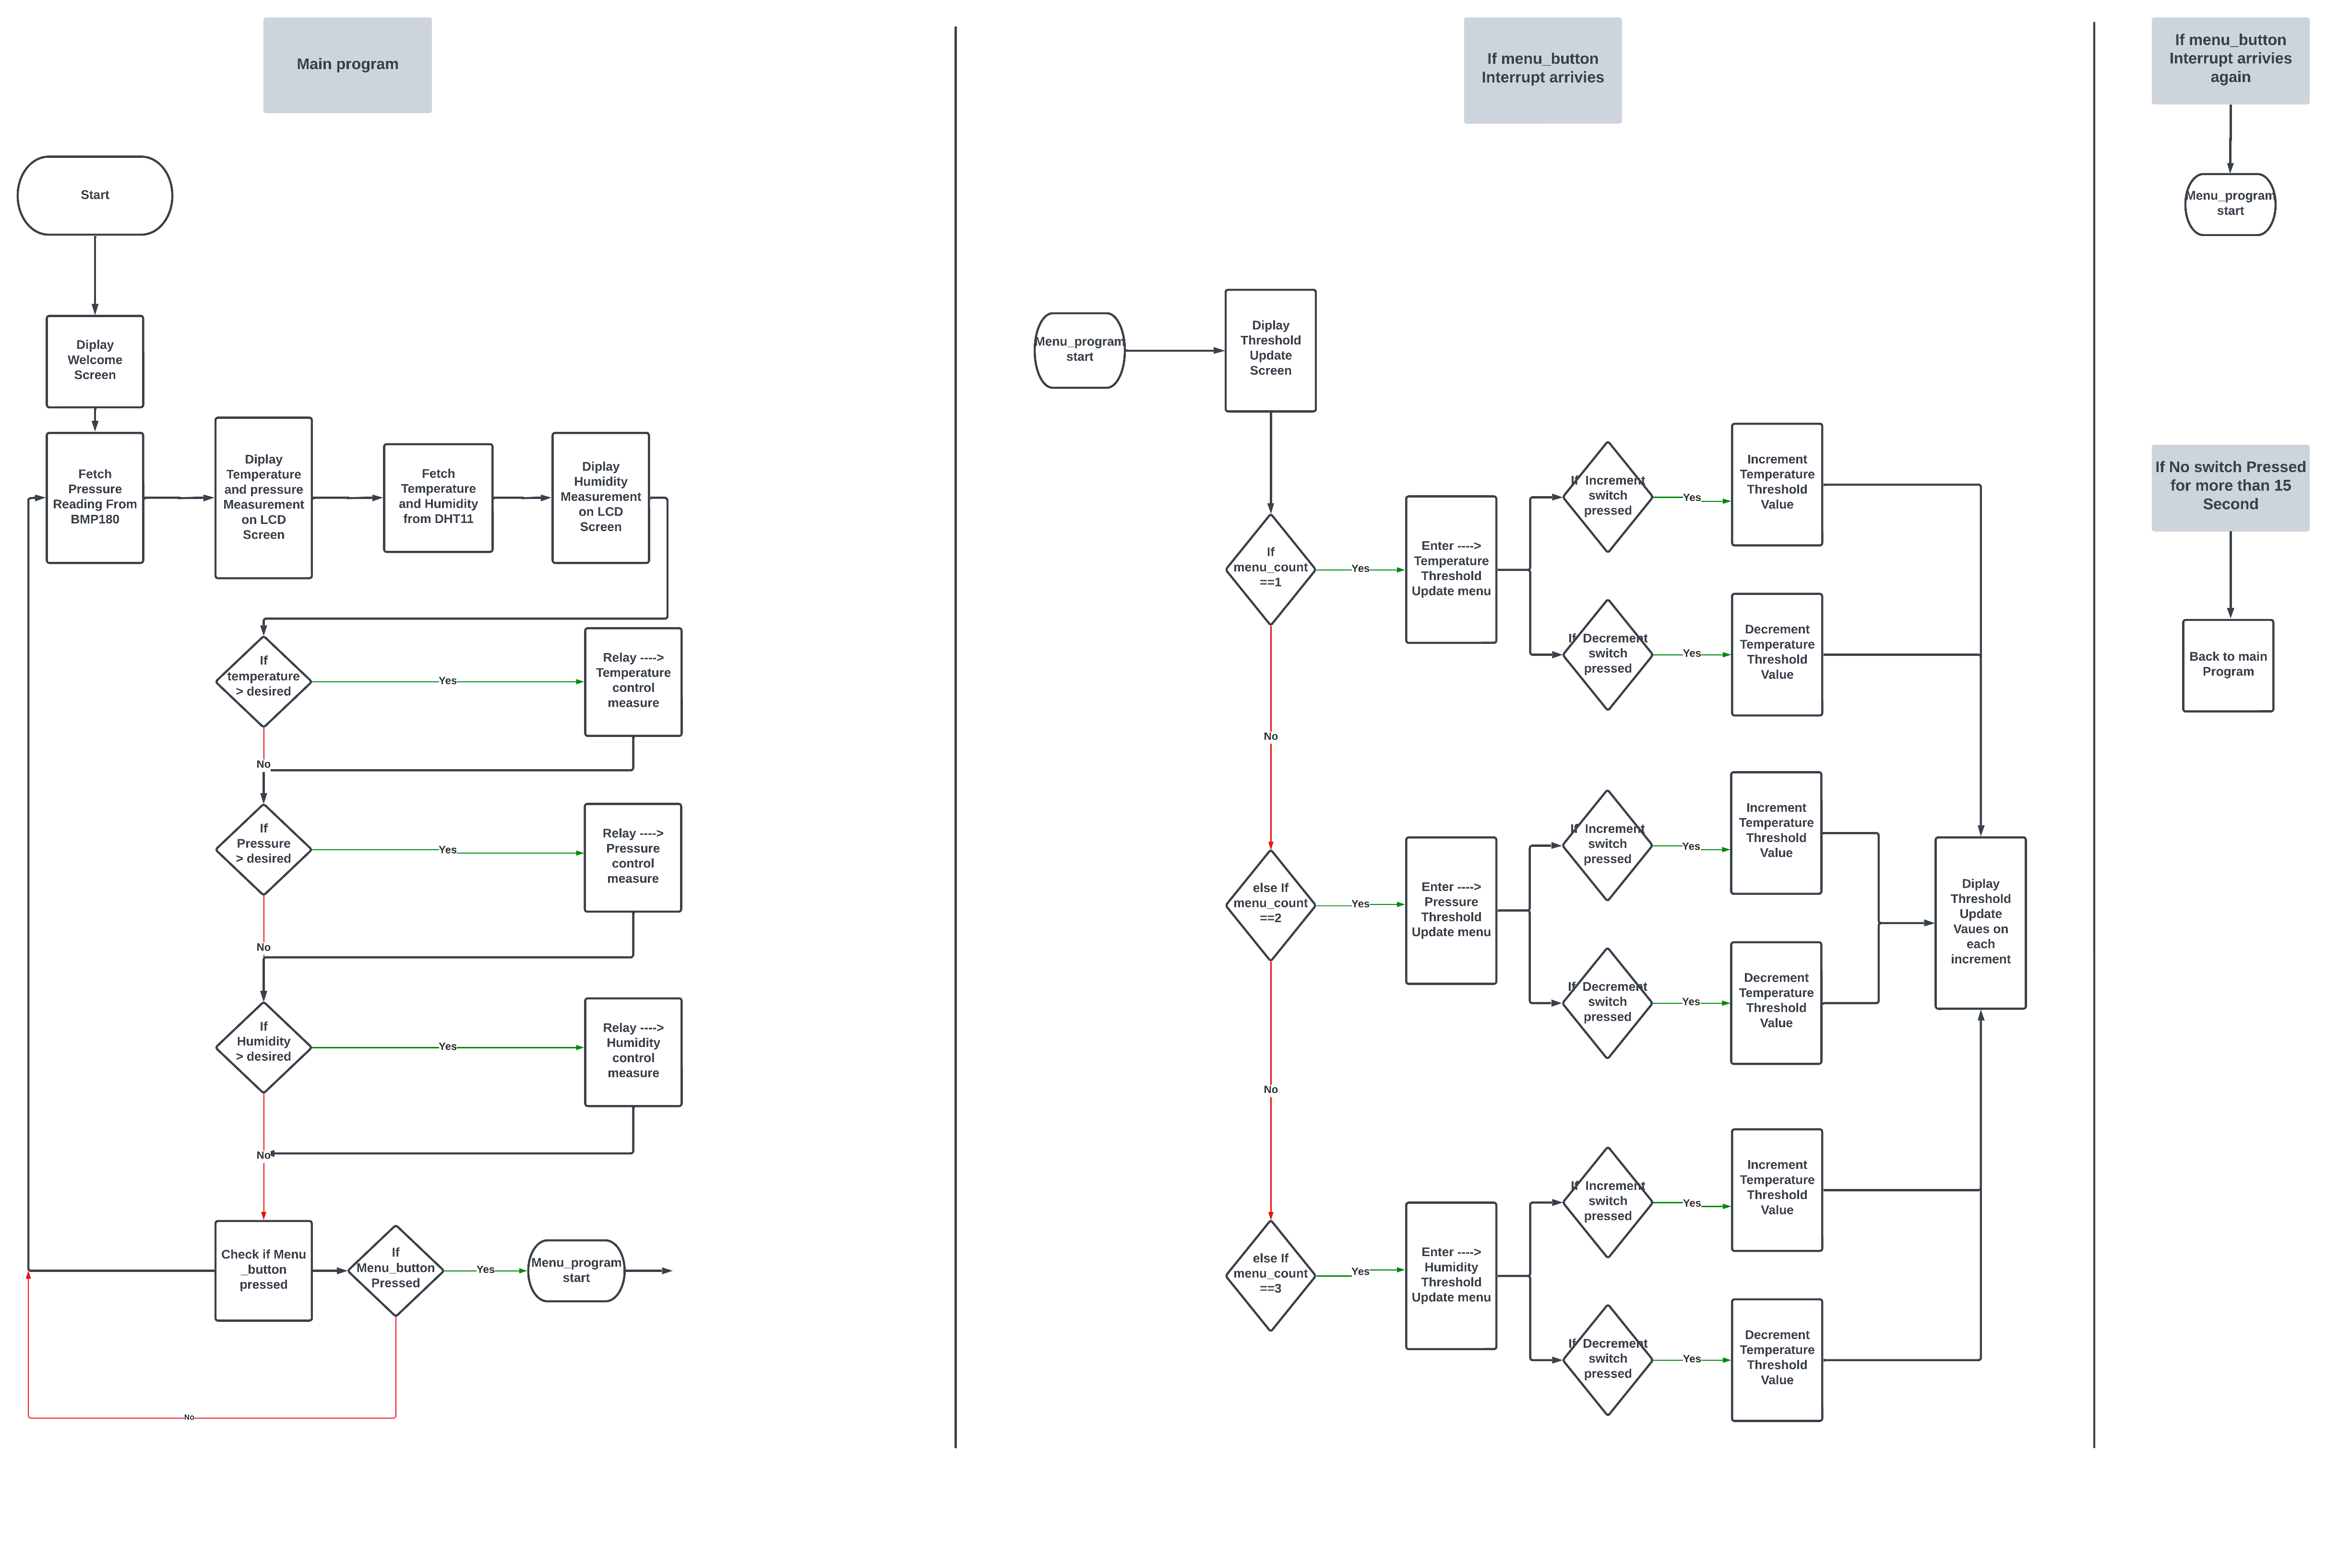 Main program
Start
Diplay
Welcome
Screen
Fetch
Pressure
Reading From
BMP180
Diplay
Temperature
and pressure
Measurement
on LCD
Screen
Fetch
Temperature
and Humidity
from DHT11
Diplay
Humidity
Measurement
on LCD
Screen
If
temperature
> desired
Yes
Relay ---->
Temperature
control
measure
No
If
Pressure
> desired
Yes
Relay ---->
Pressure
control
measure
No
If
Humidity
> desired
Yes
Relay ---->
Humidity
control
measure
No
Check if Menu
_button
pressed
If
Menu_button
Pressed
Yes
Menu_program
start
No
If menu_button
Interrupt arrivies
Menu_program
start
Diplay
Threshold
Update
Screen
If
menu_count
==1
Yes
Enter ---->
Temperature
Threshold
Update menu
If Increment
switch
pressed
Yes
Increment
Temperature
Threshold
Value
If Decrement
switch
pressed
Yes
Decrement
Temperature
Threshold
Value
No
else If
menu_count
==2
Yes
Enter ---->
Pressure
Threshold
Update menu
If Increment
switch
pressed
Yes
Increment
Temperature
Threshold
Value
If Decrement
switch
pressed
Yes
Decrement
Temperature
Threshold
Value
Diplay
Threshold
Update
Vaues on
each
increment
No
else If
menu_count
==3
Yes
Enter ---->
Humidity
Threshold
Update menu
If Increment
switch
pressed
Yes
Increment
Temperature
Threshold
Value
If Decrement
switch
pressed
Yes
Decrement
Temperature
Threshold
Value
If menu_button
Interrupt arrivies
again
Menu_program
start
If No switch Pressed
for more than 15
Second
Back to main
Program